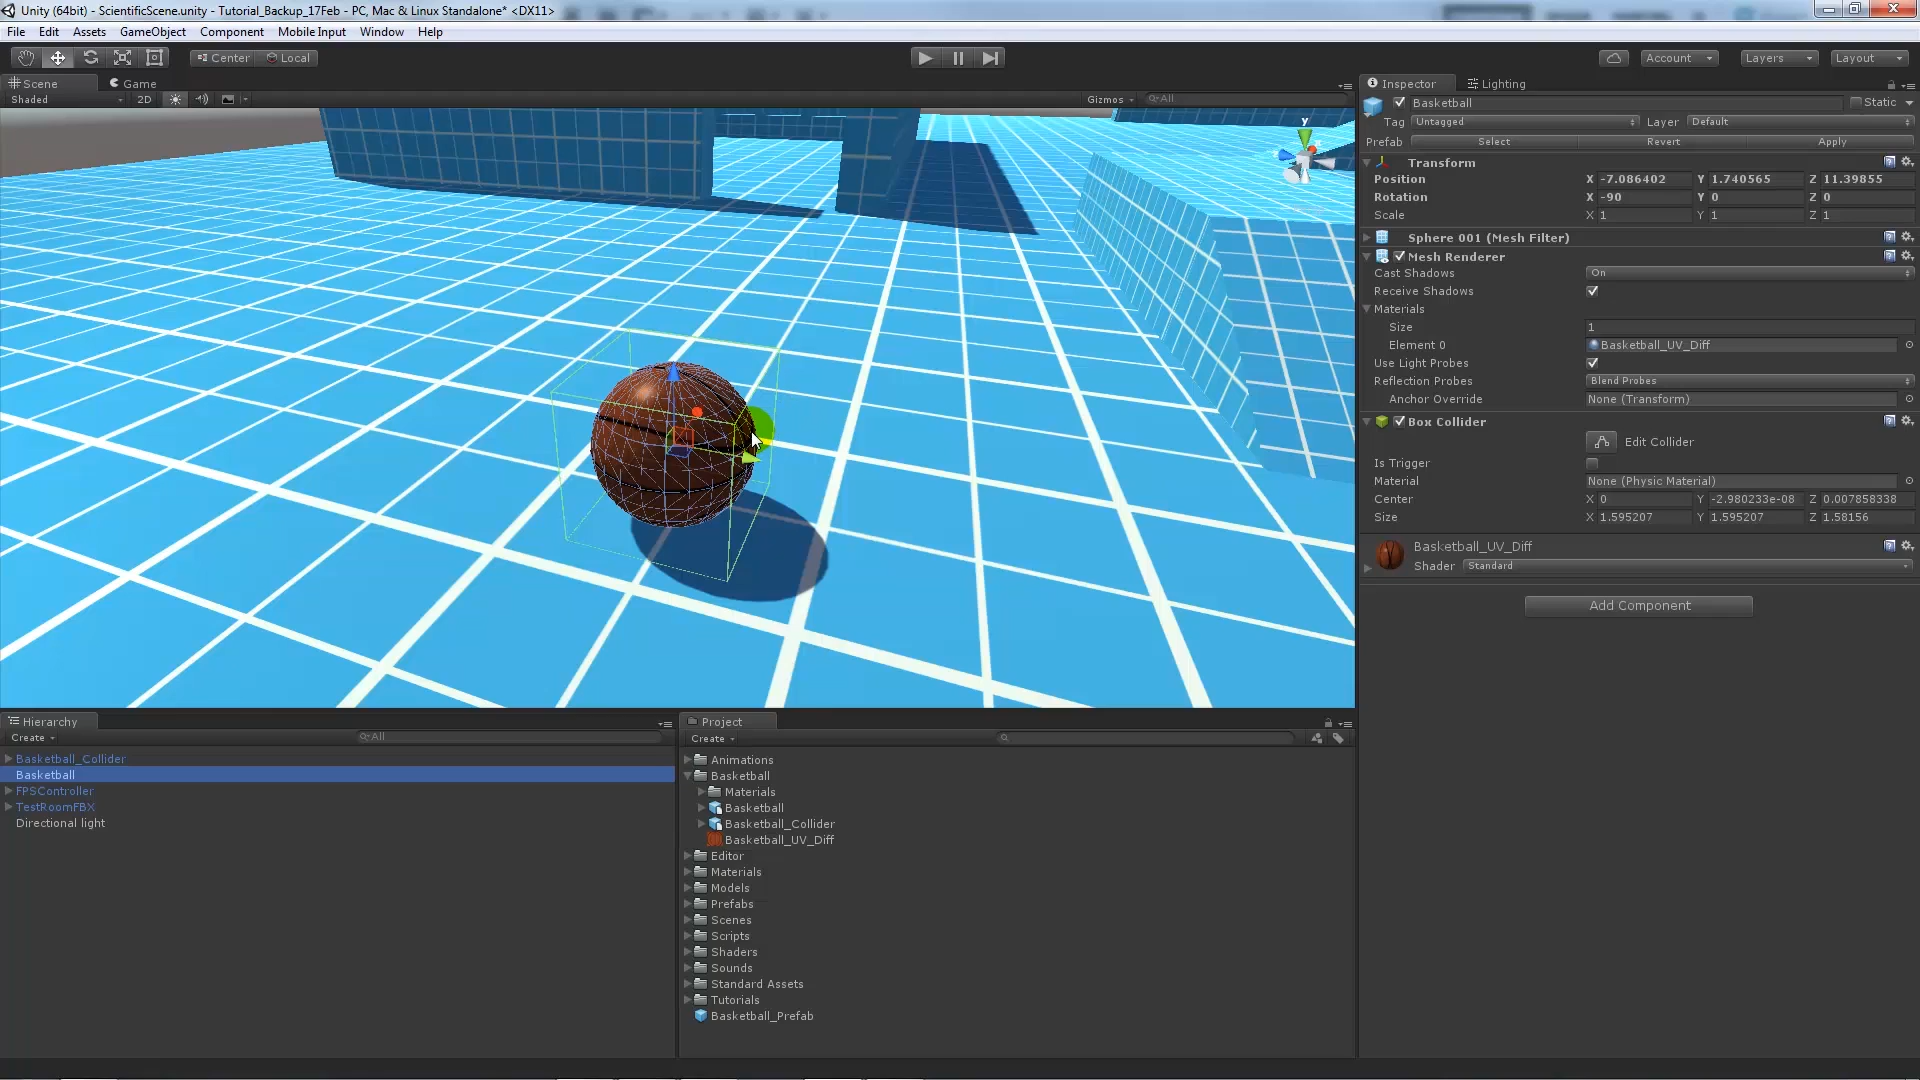 Unity (64bit) - ScientificScene.unity - Tutorial_Backup_17Feb - PC, Mac & Linux Standalone* <DX11>
File Edit Assets GameObject Component Mobile Input Window Help
Center Local Account Layers Layout
Scene Game
Shaded 2D Gizmos All
y
Inspector Lighting
Basketball Static
Tag Untagged Layer Default
Prefab Select Revert Apply
Transform
Position X -7.086402 Y 1.740565 Z 11.39855
Rotation X -90 Y 0 Z 0
Scale X 1 Y 1 Z 1
Sphere 001 (Mesh Filter)
Mesh Renderer
Cast Shadows On
Receive Shadows
Materials
Size 1
Element 0 Basketball_UV_Diff
Use Light Probes
Reflection Probes Blend Probes
Anchor Override None (Transform)
Box Collider
Edit Collider
Is Trigger
Material None (Physic Material)
Center X 0 Y -2.980233e-08 Z 0.007858338
Size X 1.595207 Y 1.595207 Z 1.58156
Basketball_UV_Diff
Shader Standard
Add Component
Hierarchy
Create All
Basketball_Collider
Basketball
FPSController
TestRoomFBX
Directional light
Project
Create
Animations
Basketball
Materials
Basketball
Basketball_Collider
Basketball_UV_Diff
Editor
Materials
Models
Prefabs
Scenes
Scripts
Shaders
Sounds
Standard Assets
Tutorials
Basketball_Prefab